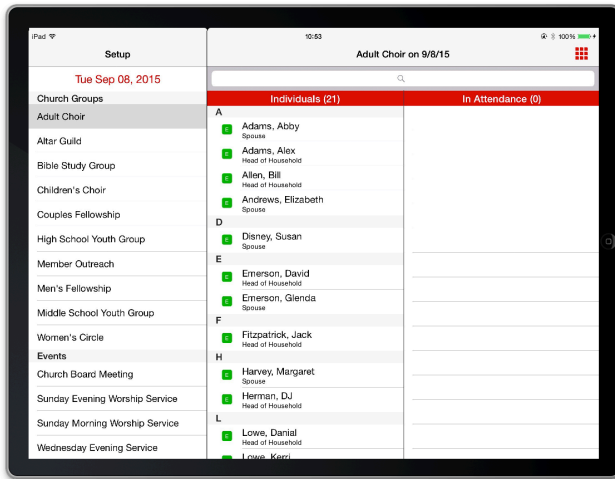 iPad
10:53
100%
Setup
Adult Choir on 9/8/15
Tue Sep 08, 2015
Church Groups
Adult Choir
Altar Guild
Bible Study Group
Children's Choir
Couples Fellowship
High School Youth Group
Member Outreach
Men's Fellowship
Middle School Youth Group
Women's Circle
Events
Church Board Meeting
Sunday Evening Worship Service
Sunday Morning Worship Service
Wednesday Evening Service
Individuals (21)
In Attendance (0)
A
E Adams, Abby
Spouse
E Adams, Alex
Head of Household
E Allen, Bill
Head of Household
E Andrews, Elizabeth
Spouse
D
E Disney, Susan
Spouse
E
E Emerson, David
Head of Household
E Emerson, Glenda
Spouse
F
E Fitzpatrick, Jack
Head of Household
H
E Harvey, Margaret
Spouse
E Herman, DJ
Head of Household
L
E Lowe, Danial
Head of Household
Lowe, Kerri